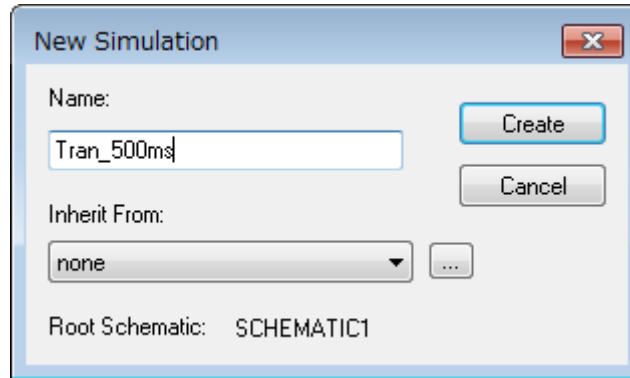 New Simulation
Name:
Create
Tran_500ms
Cancel
Inherit From:
none
...
Root Schematic: SCHEMATIC1